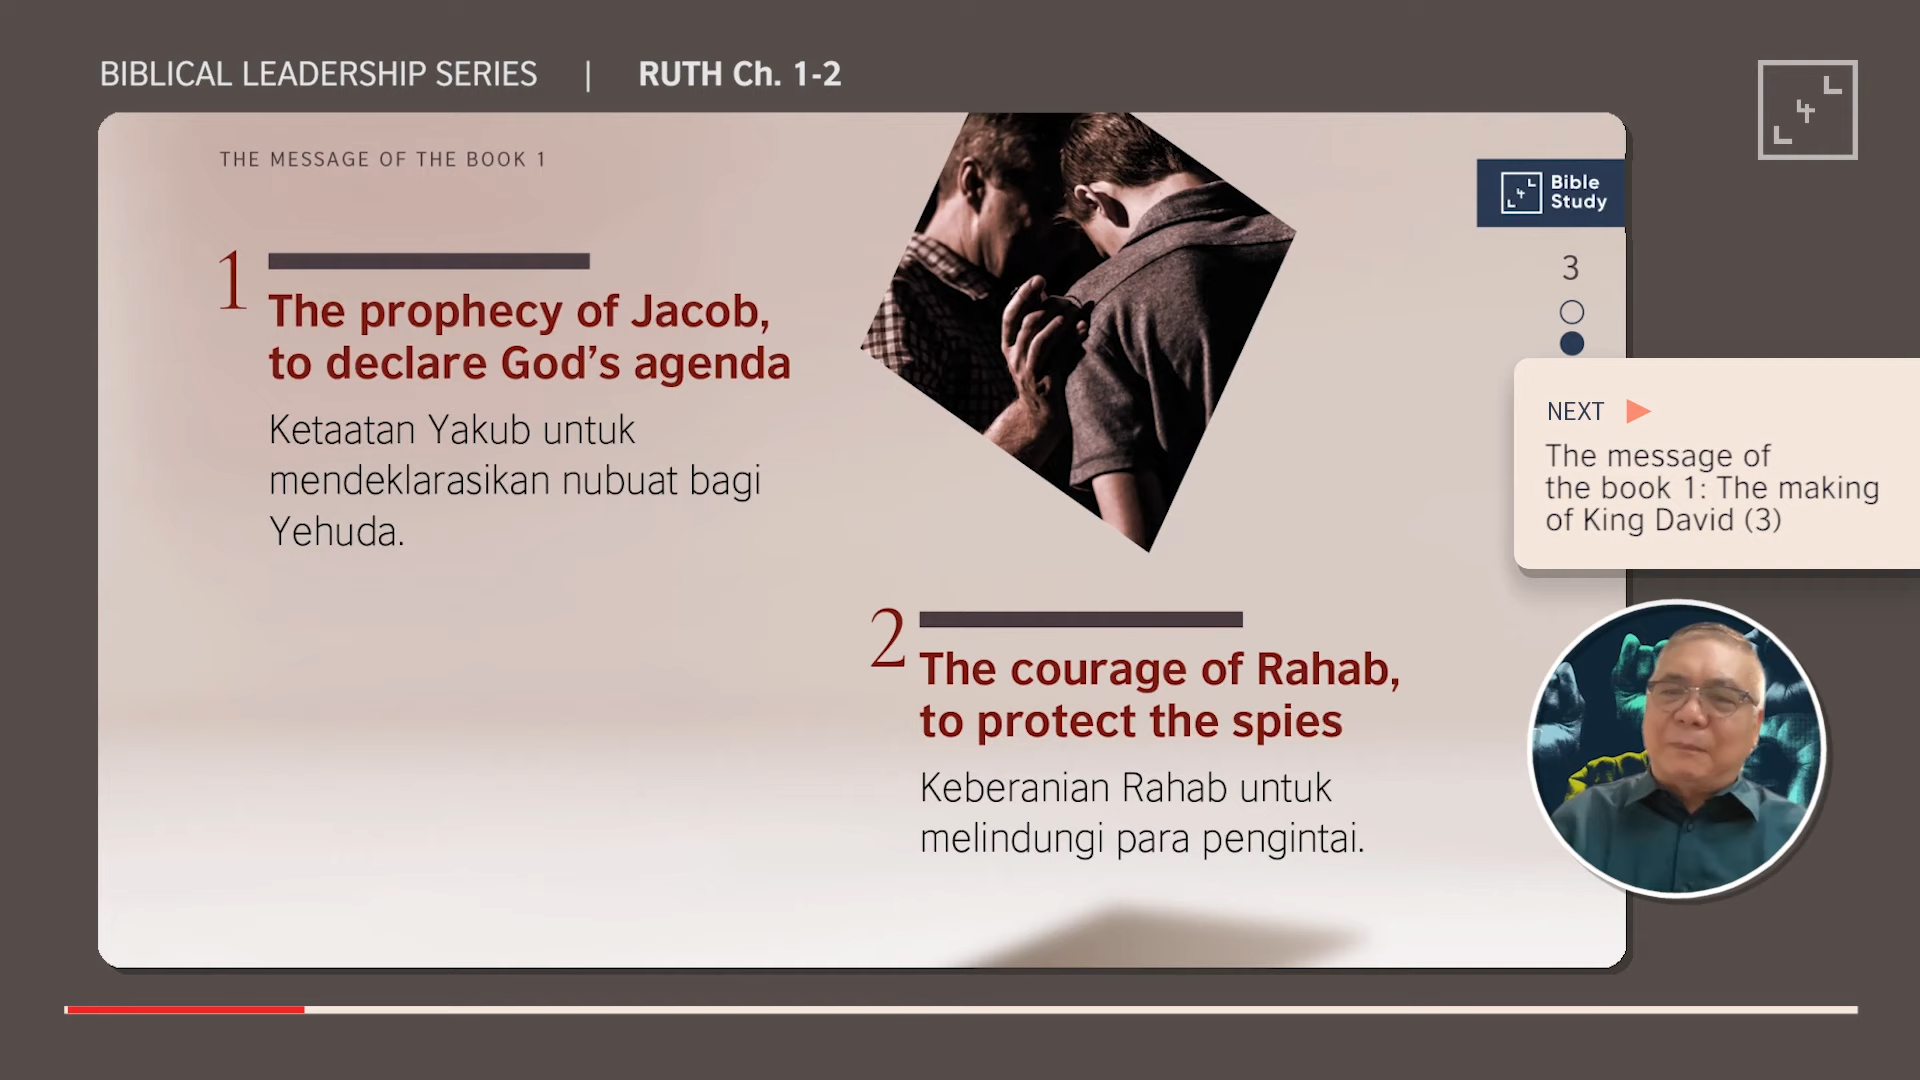 BIBLICAL LEADERSHIP SERIES | RUTH Ch. 1-2
THE MESSAGE OF THE BOOK 1
Bible
Study
3
1
The prophecy of Jacob,
to declare God’s agenda
Ketaatan Yakub untuk
mendeklarasikan nubuat bagi
Yehuda.
NEXT
The message of
the book 1: The making
of King David (3)
2
The courage of Rahab,
to protect the spies
Keberanian Rahab untuk
melindungi para pengintai.